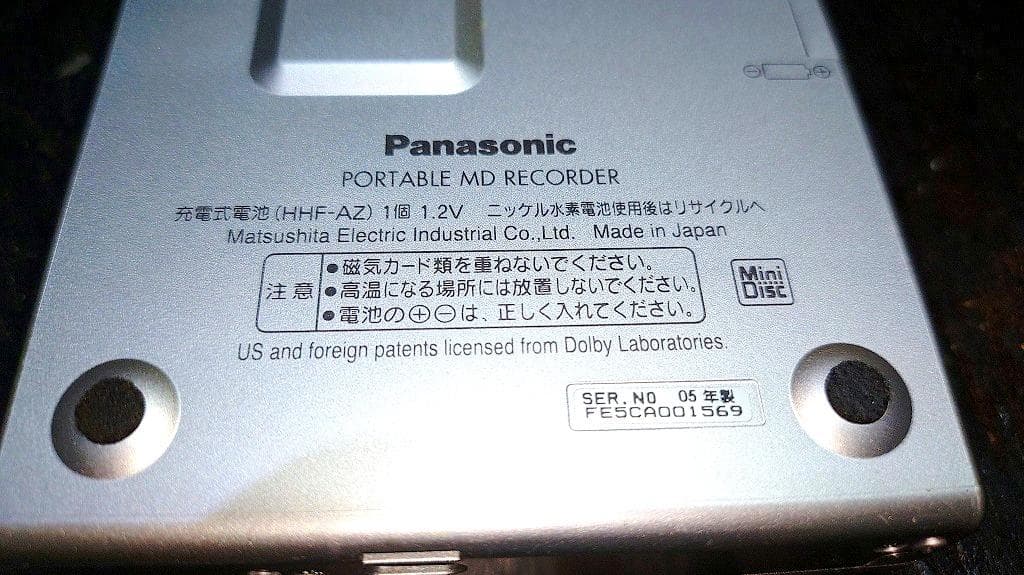 ⊖ ⊕
Panasonic
PORTABLE MD RECORDER
充電式電池(HHF-AZ) 1個 1.2V ニッケル水素電池使用後はリサイクルへ
Matsushita Electric Industrial Co.,Ltd. Made in Japan
注意
●磁気カード類を重ねないでください。
●高温になる場所には放置しないでください。
●電池の⊕⊖は、正しく入れてください。
Mini
Disc
US and foreign patents licensed from Dolby Laboratories.
SER.NO 05年製
FE5CA001569